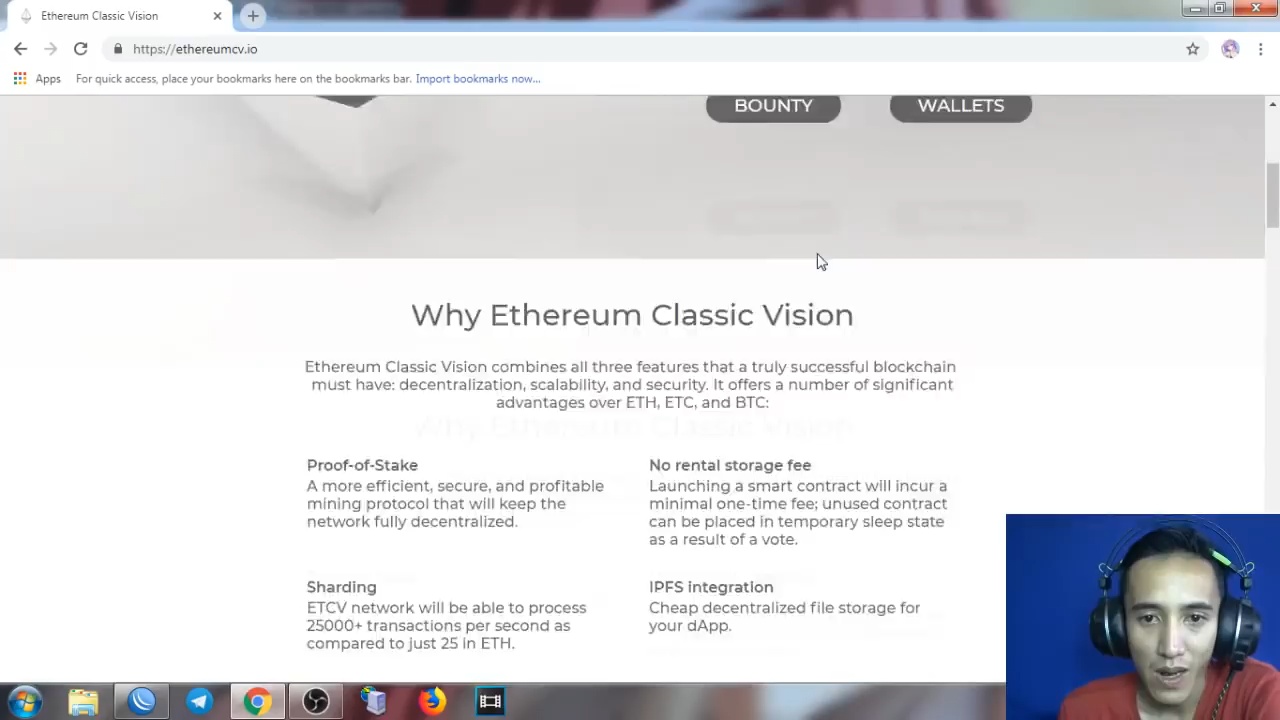 Ethereum Classic Vision
https://ethereumcv.io
Apps
For quick access, place your bookmarks here on the bookmarks bar. Import bookmarks now...
BOUNTY
WALLETS
Why Ethereum Classic Vision
Ethereum Classic Vision combines all three features that a truly successful blockchain
must have: decentralization, scalability, and security. It offers a number of significant
advantages over ETH, ETC, and BTC:
Proof-of-Stake
A more efficient, secure, and profitable
mining protocol that will keep the
network fully decentralized.
No rental storage fee
Launching a smart contract will incur a
minimal one-time fee; unused contract
can be placed in temporary sleep state
as a result of a vote.
Sharding
ETCV network will be able to process
25000+ transactions per second as
compared to just 25 in ETH.
IPFS integration
Cheap decentralized file storage for
your dApp.